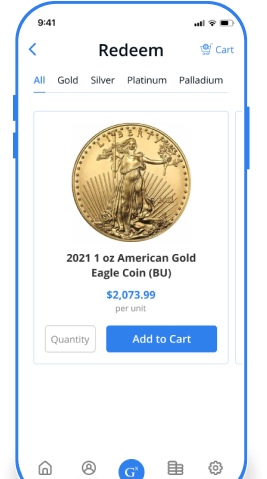 9:41
Redeem
Cart
All Gold Silver Platinum Palladium
LIBERTY
2021 1 oz American Gold
Eagle Coin (BU)
$2,073.99
per unit
Quantity Add to Cart
Gx